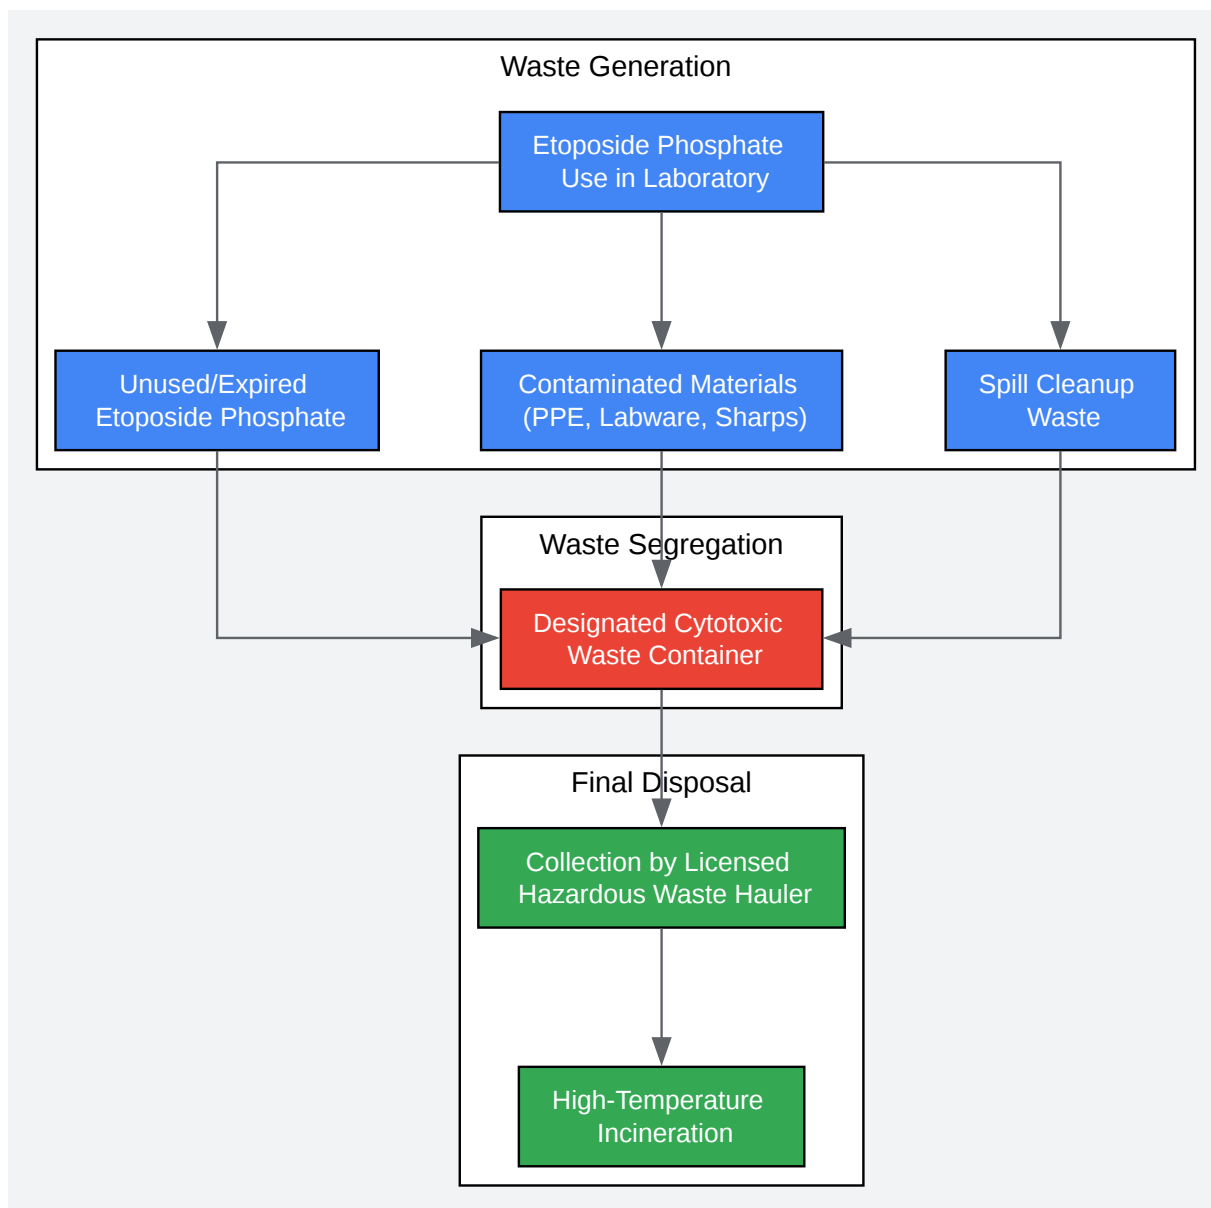 Waste Generation
Etoposide Phosphate
Use in Laboratory
Unused/Expired
Etoposide Phosphate
Contaminated Materials
(PPE, Labware, Sharps)
Spill Cleanup
Waste
Waste Segregation
Designated Cytotoxic
Waste Container
Final Disposal
Collection by Licensed
Hazardous Waste Hauler
High-Temperature
Incineration